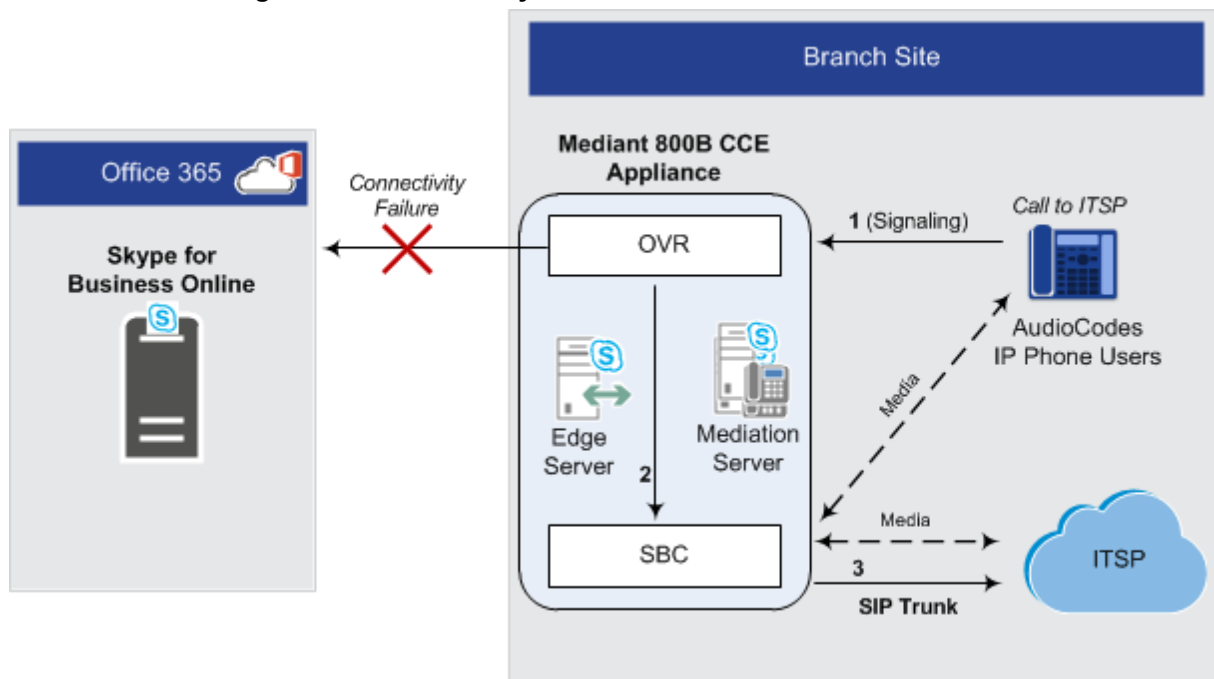 Branch Site
Office 365
Skype for
Business Online
S
Connectivity
Failure
Mediant 800B CCE
Appliance
OVR
S
Edge
Server
S
Mediation
Server
2
SBC
1 (Signaling)
Call to ITSP
AudioCodes
IP Phone Users
Media
Media
3
SIP Trunk
ITSP